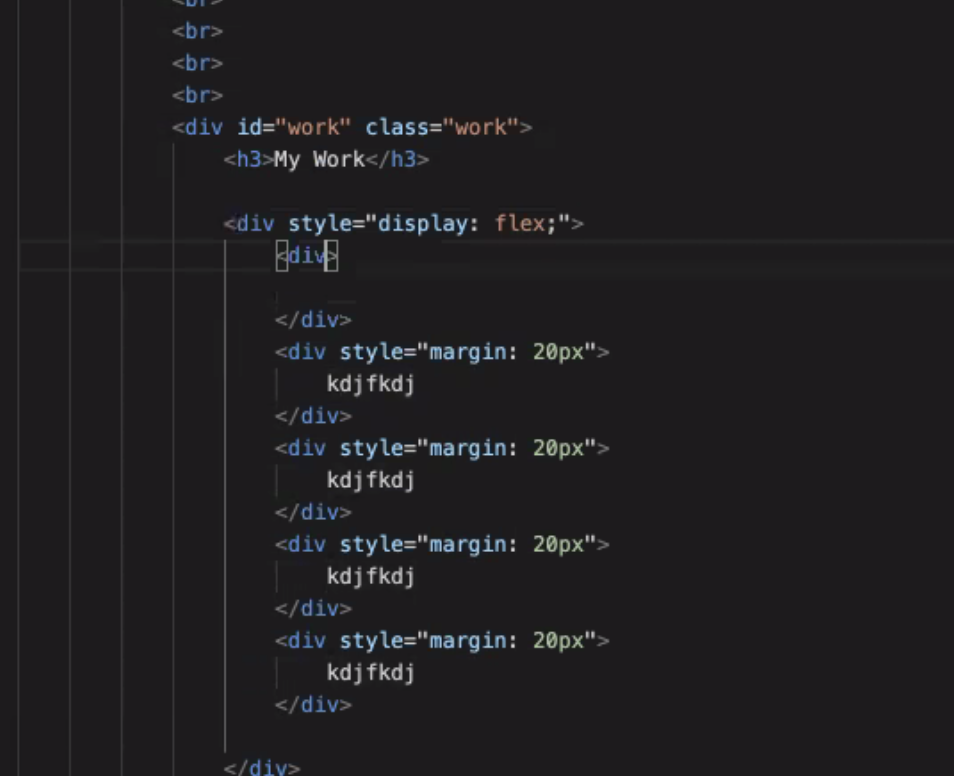 <br>
<br>
<br>
<br>
<div id="work" class="work">
<h3>My Work</h3>
<div style="display: flex;">
<div>
</div>
<div style="margin: 20px">
kdjfkdj
</div>
<div style="margin: 20px">
kdjfkdj
</div>
<div style="margin: 20px">
kdjfkdj
</div>
<div style="margin: 20px">
kdjfkdj
</div>
</div>